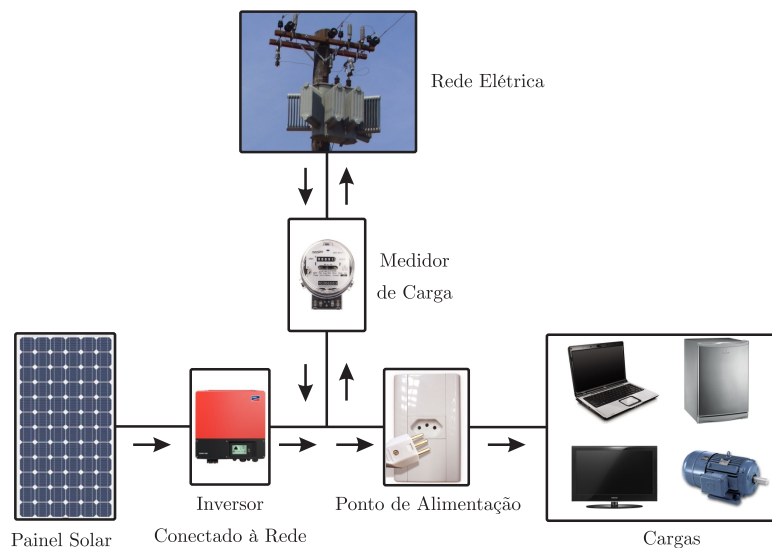 Rede Elétrica
Medidor
de Carga
Painel Solar
Inversor
Conectado à Rede
Ponto de Alimentação
Cargas